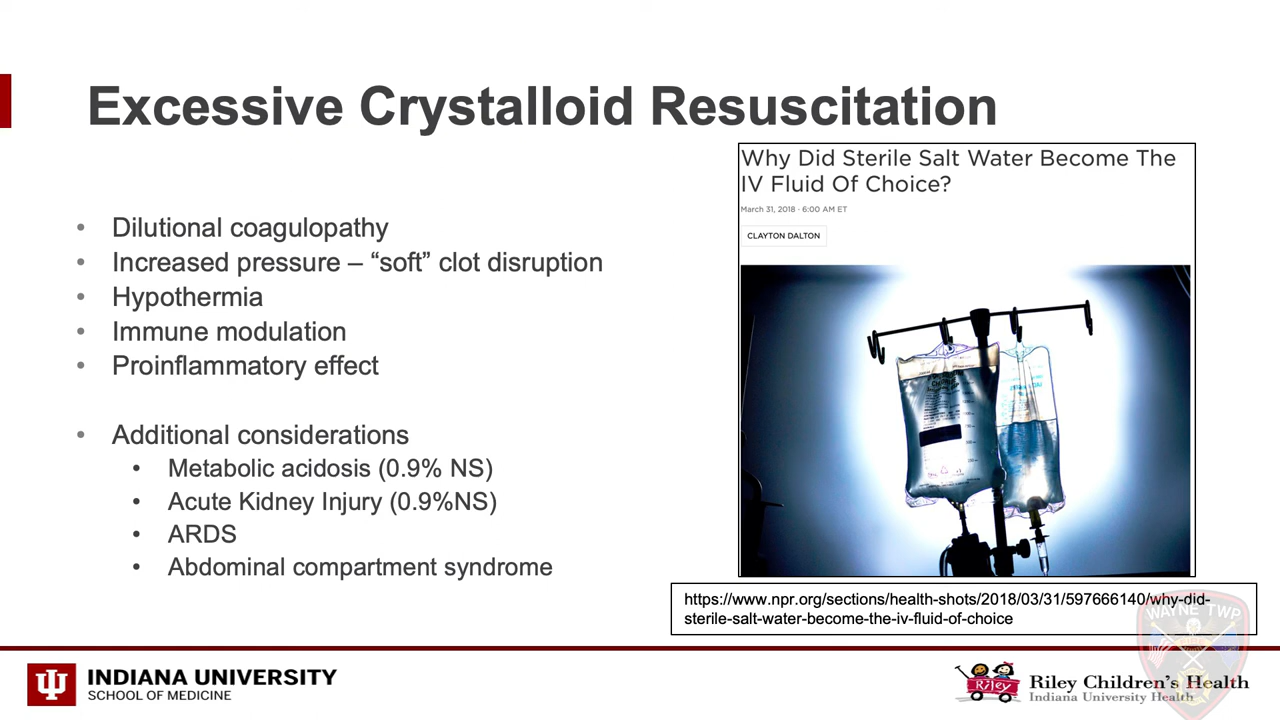 Excessive Crystalloid Resuscitation
Why Did Sterile Salt Water Become The
IV Fluid Of Choice?
March 31, 2018 · 6:00 AM ET
CLAYTON DALTON
• Dilutional coagulopathy
• Increased pressure – “soft” clot disruption
• Hypothermia
• Immune modulation
• Proinflammatory effect
• Additional considerations
• Metabolic acidosis (0.9% NS)
• Acute Kidney Injury (0.9%NS)
• ARDS
• Abdominal compartment syndrome
https://www.npr.org/sections/health-shots/2018/03/31/597666140/why-did-
sterile-salt-water-become-the-iv-fluid-of-choice
WAYNE TWP
INDIANA UNIVERSITY
SCHOOL OF MEDICINE
Riley
Riley Children's Health
Indiana University Health